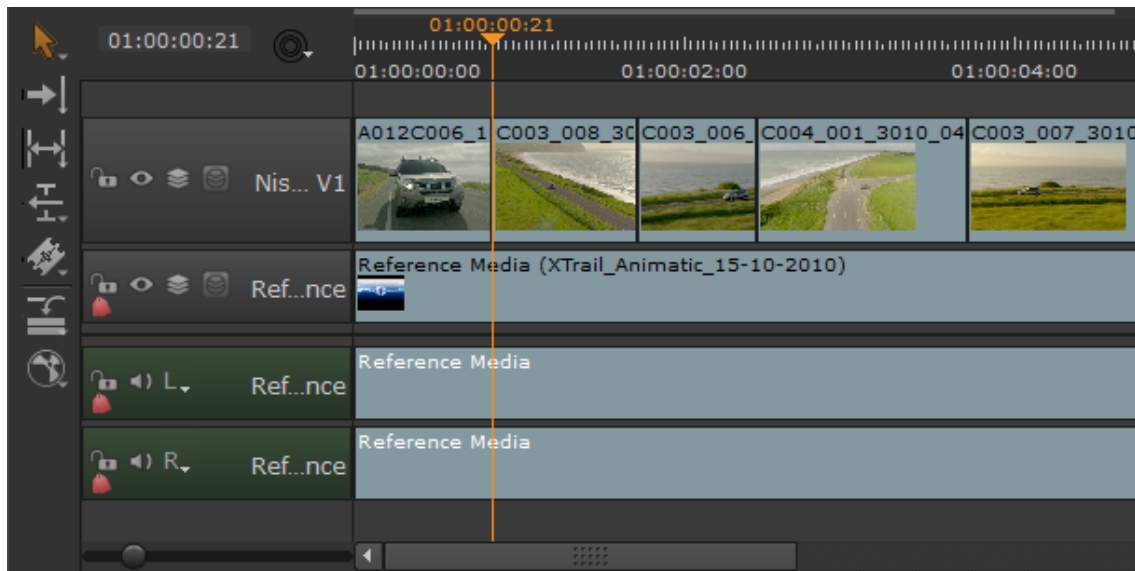 01:00:00:21
01:00:00:21
01:00:00:00 01:00:02:00 01:00:04:00
Nis... V1
A012C006_1 C003_008_30 C003_006_ C004_001_3010_04 C003_007_3010
Ref...nce
Reference Media (XTrail_Animatic_15-10-2010)
L
Ref...nce
Reference Media
R
Ref...nce
Reference Media